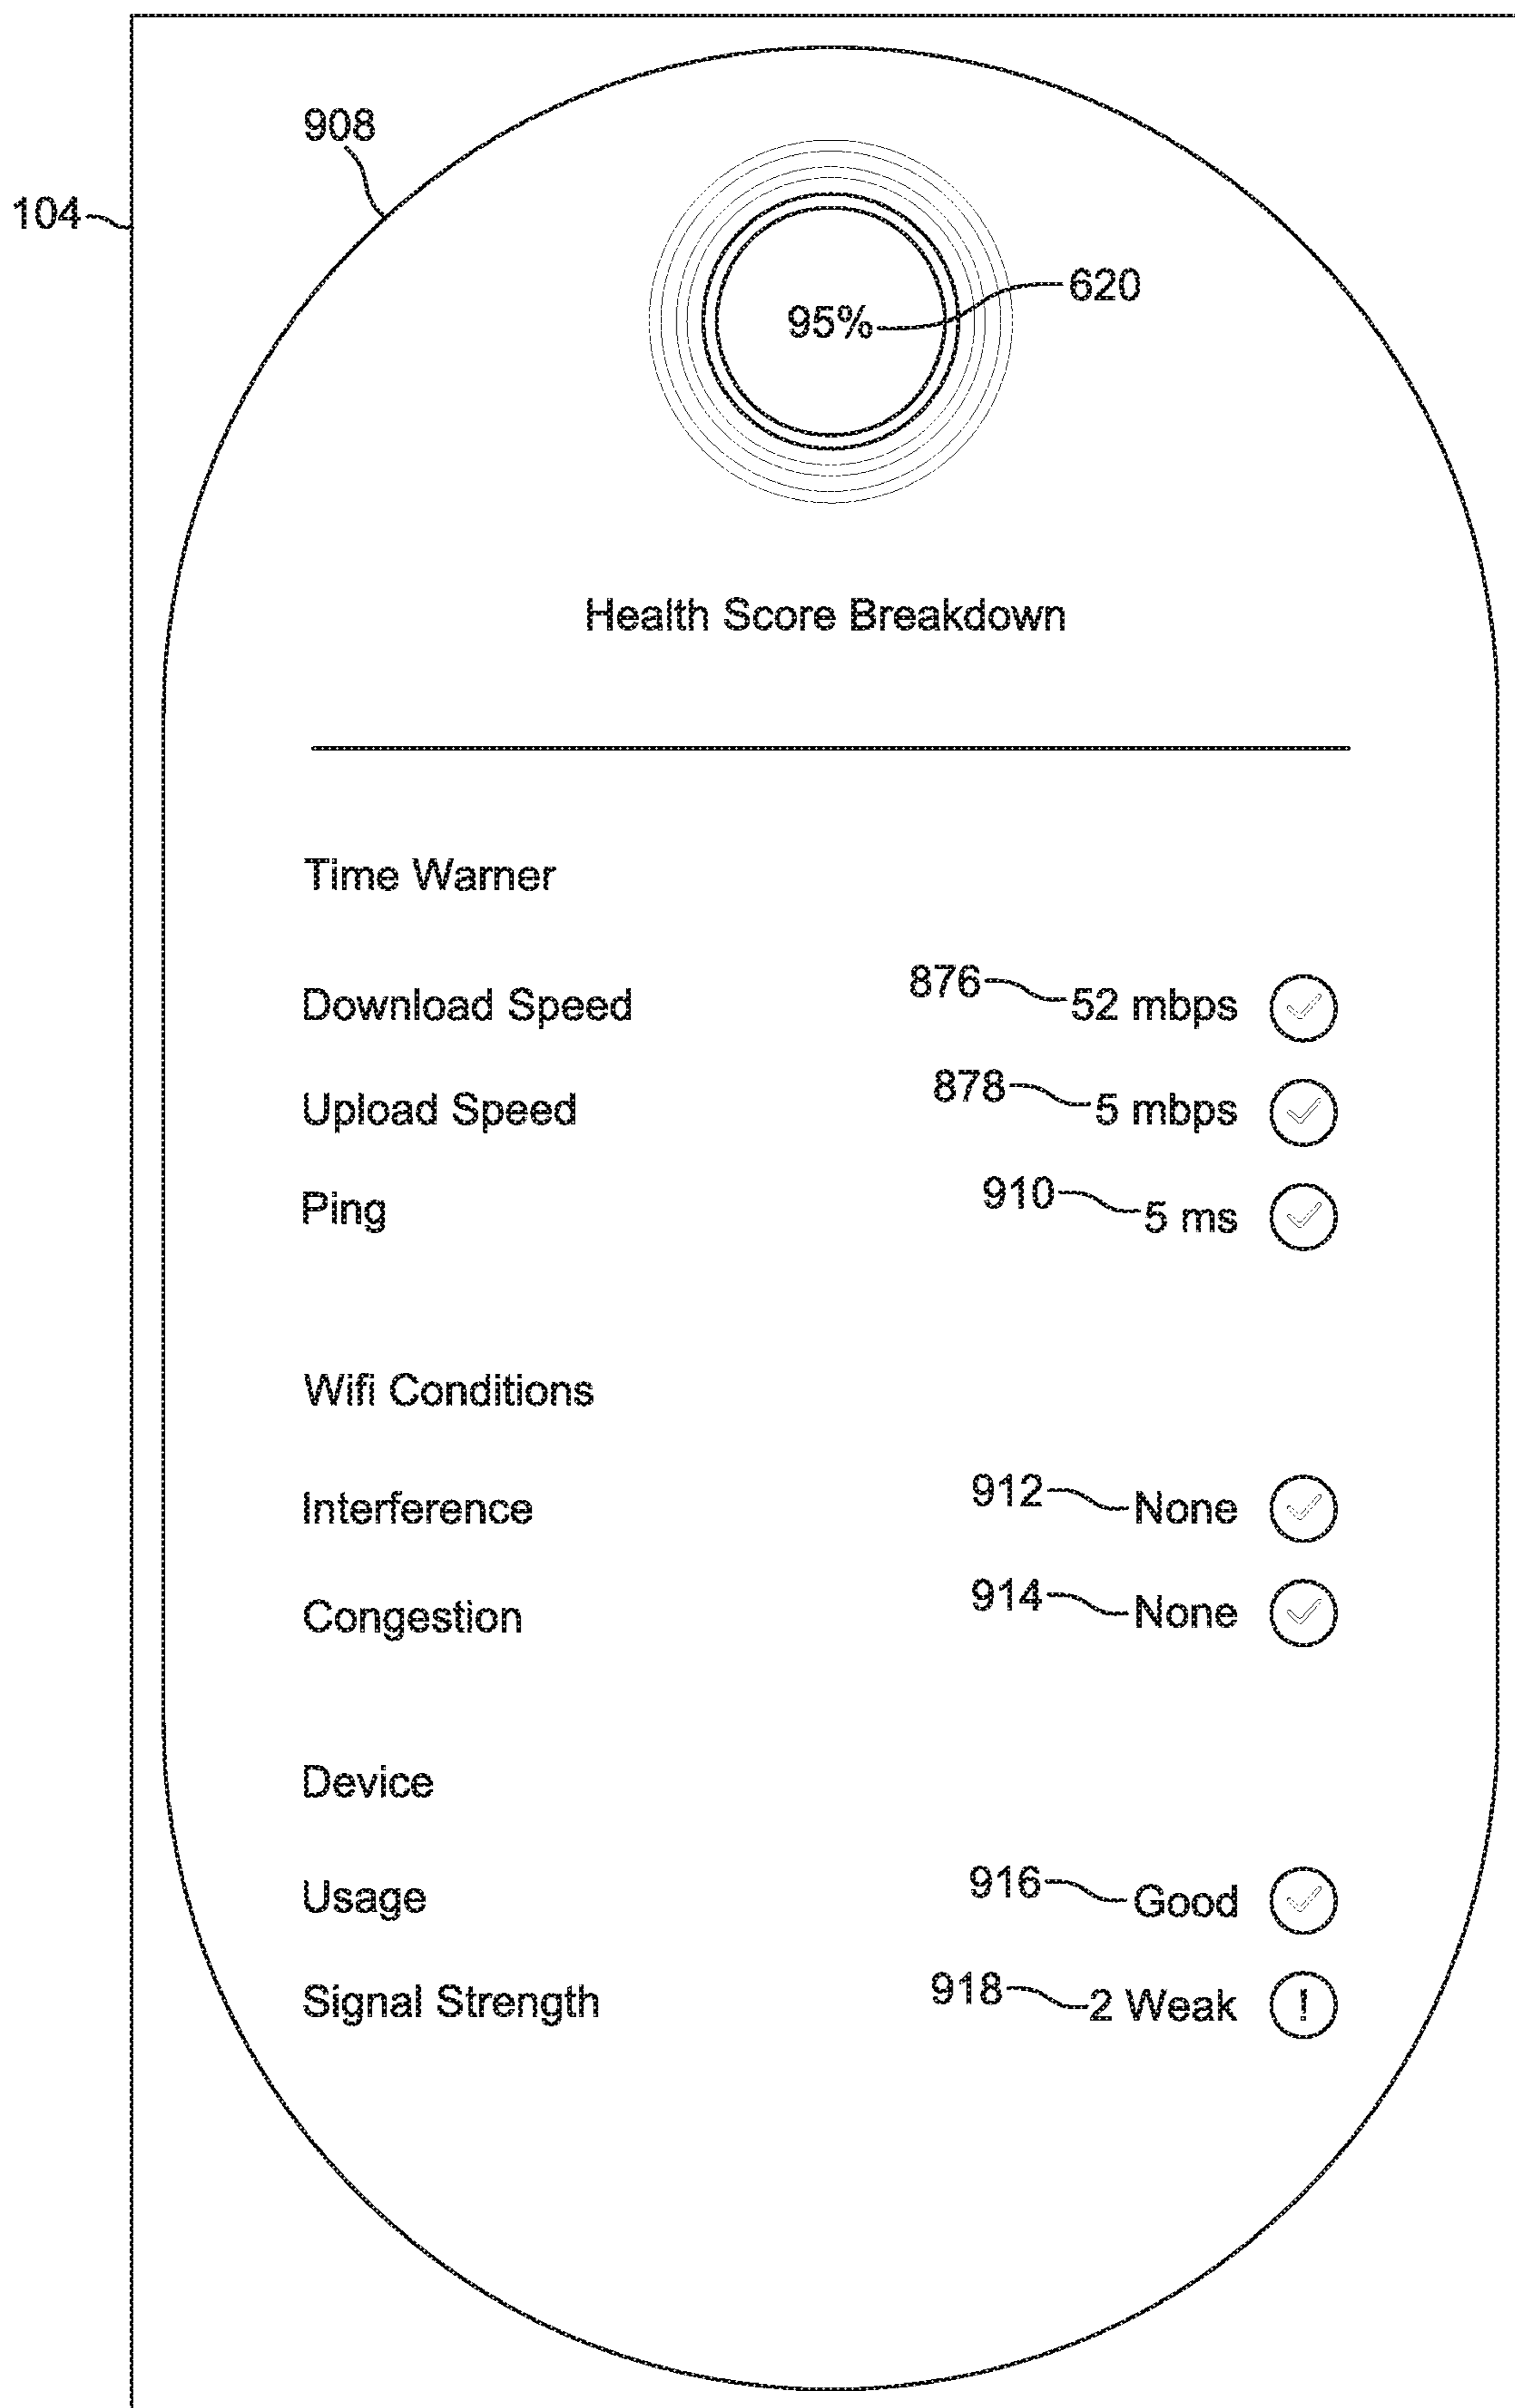 908
104
620
95%
Health Score Breakdown
Time Warner
Download Speed 876 52 mbps
Upload Speed 878 5 mbps
Ping 910 5 ms
Wifi Conditions
Interference 912 None
Congestion 914 None
Device
Usage 916 Good
Signal Strength 918 2 Weak !